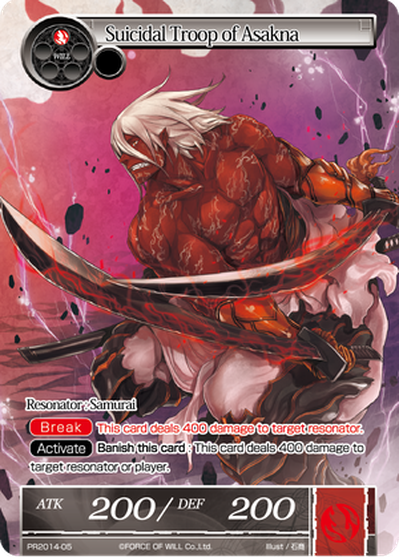 Suicidal Troop of Asakna
WILL
Resonator : Samurai
Break This card deals 400 damage to target resonator.
Activate Banish this card : This card deals 400 damage to
target resonator or player.
ATK 200 / DEF 200
PR2014-05 ©FORCE OF WILL Co.,Ltd. Illust / 石商